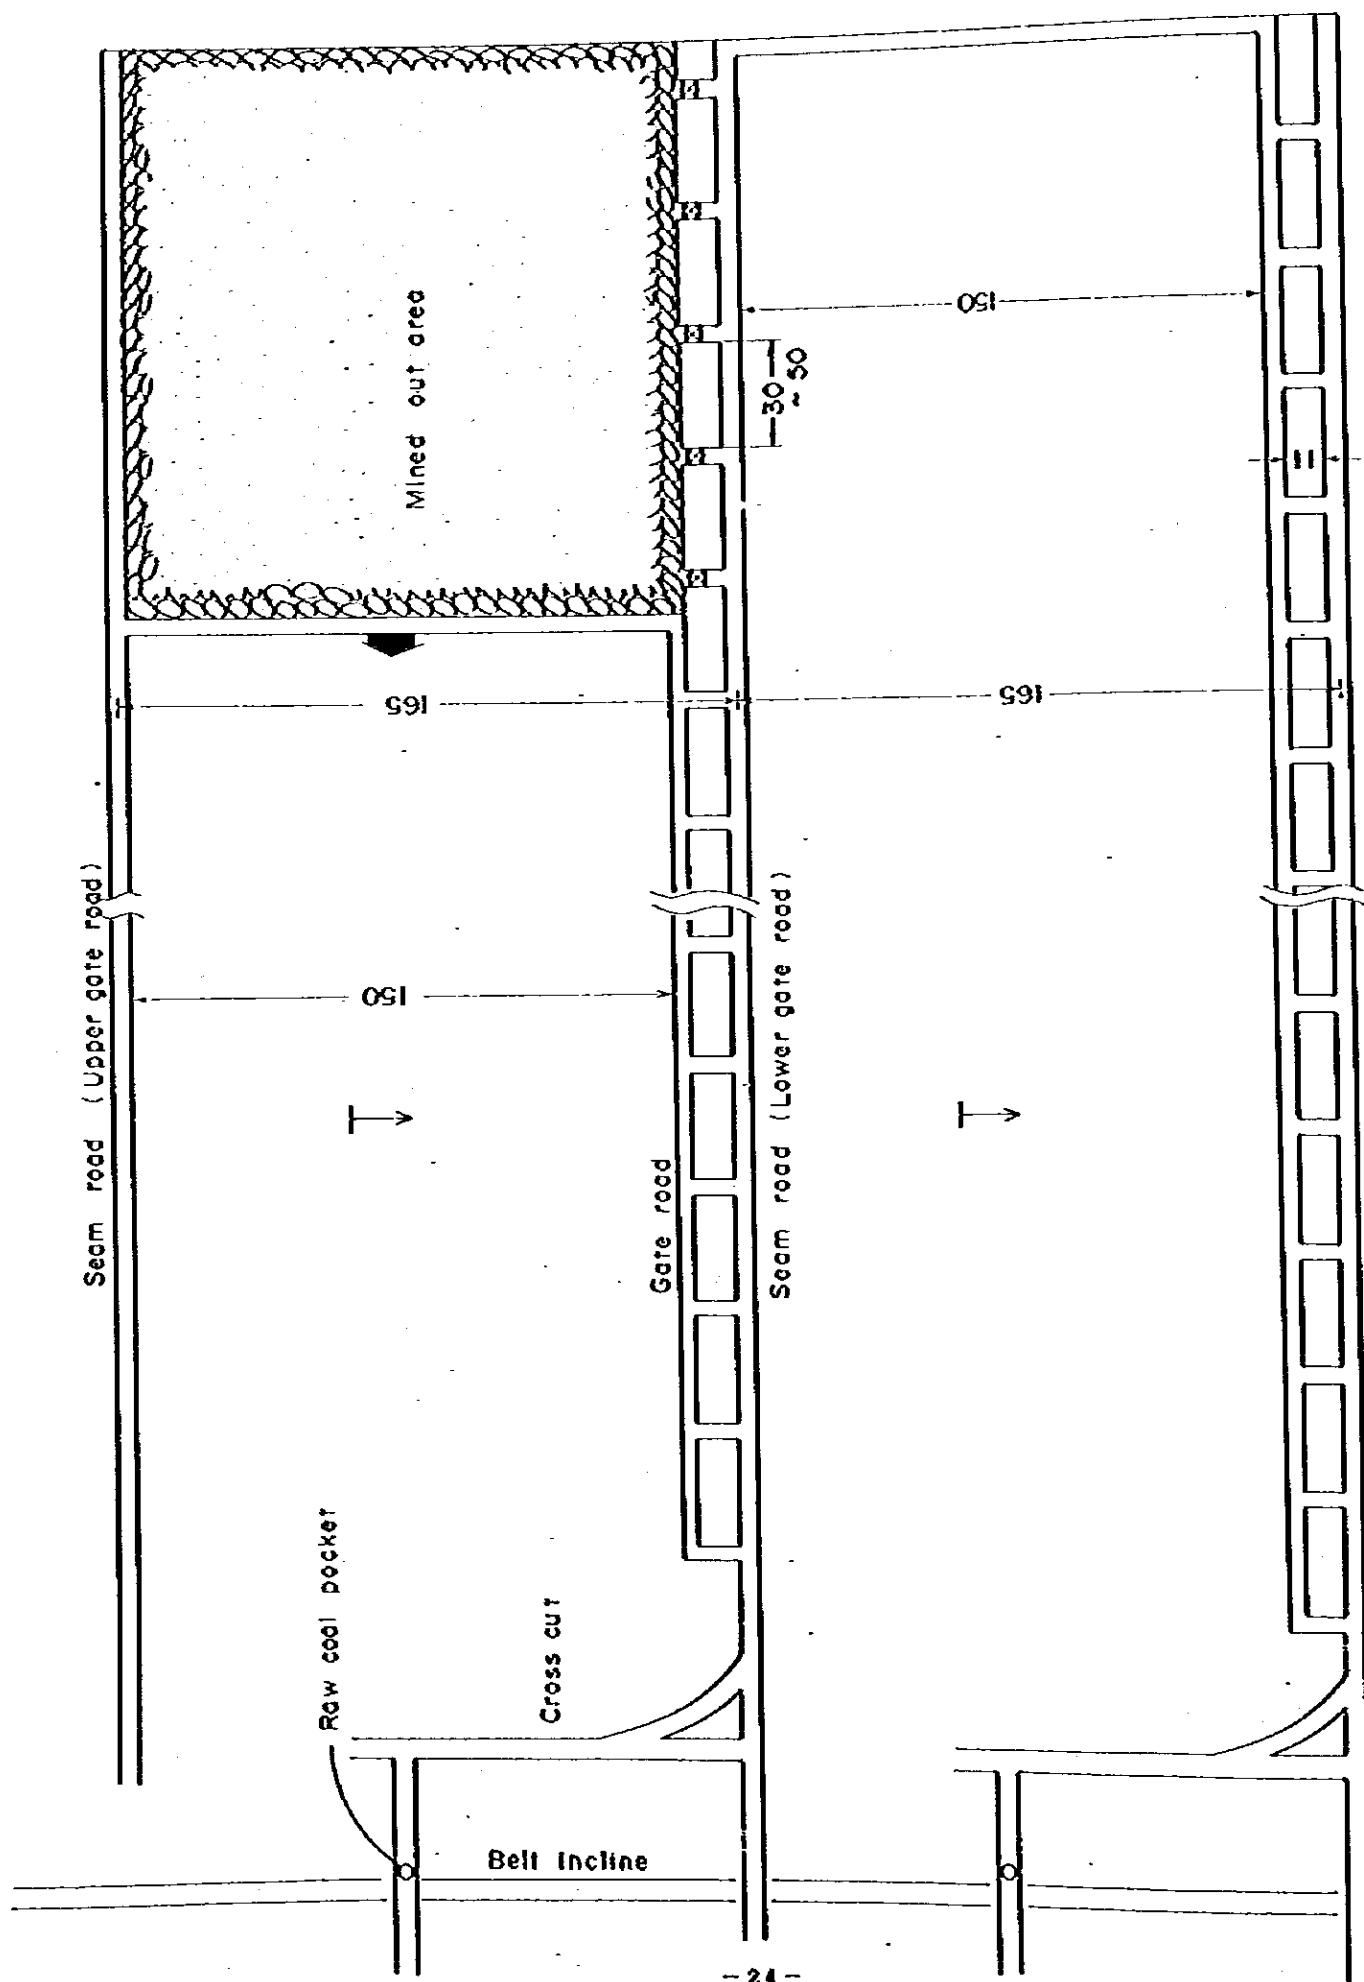 Mined out area
150
30
~ 50
11
165
165
Seam road (Upper gate road)
150
Gate road
Seam road (Lower gate road)
Raw coal pocket
Cross cut
Belt Incline
- 24 -